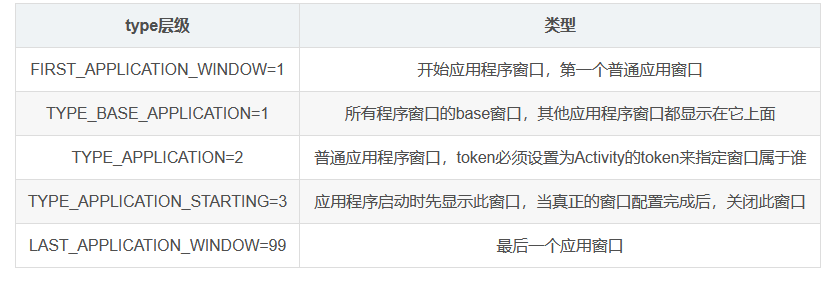 type层级 类型
FIRST_APPLICATION_WINDOW=1 开始应用程序窗口，第一个普通应用窗口
TYPE_BASE_APPLICATION=1 所有程序窗口的base窗口，其他应用程序窗口都显示在它上面
TYPE_APPLICATION=2 普通应用程序窗口，token必须设置为Activity的token来指定窗口属于谁
TYPE_APPLICATION_STARTING=3 应用程序启动时先显示此窗口，当真正的窗口配置完成后，关闭此窗口
LAST_APPLICATION_WINDOW=99 最后一个应用窗口